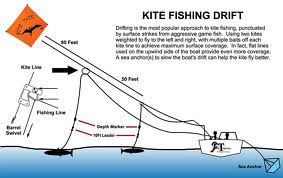 KITE FISHING DRIFT
Drifting is the most popular approach to kite fishing, punctuated
by surface strikes from aggressive game fish. Using two kites
weighted to fly to the left and right, with multiple baits off each
kite line to achieve maximum surface coverage. In fact, flat lines
used on the upwind side of the boat provide even more coverage.
A sea anchor(s) to slow the boat's drift can help the kite fly better.
80 Feet
Kite Line
50 Feet
Fishing Line
Barrel
Swivel
Depth Marker
10Ft Leader
Sea Anchor